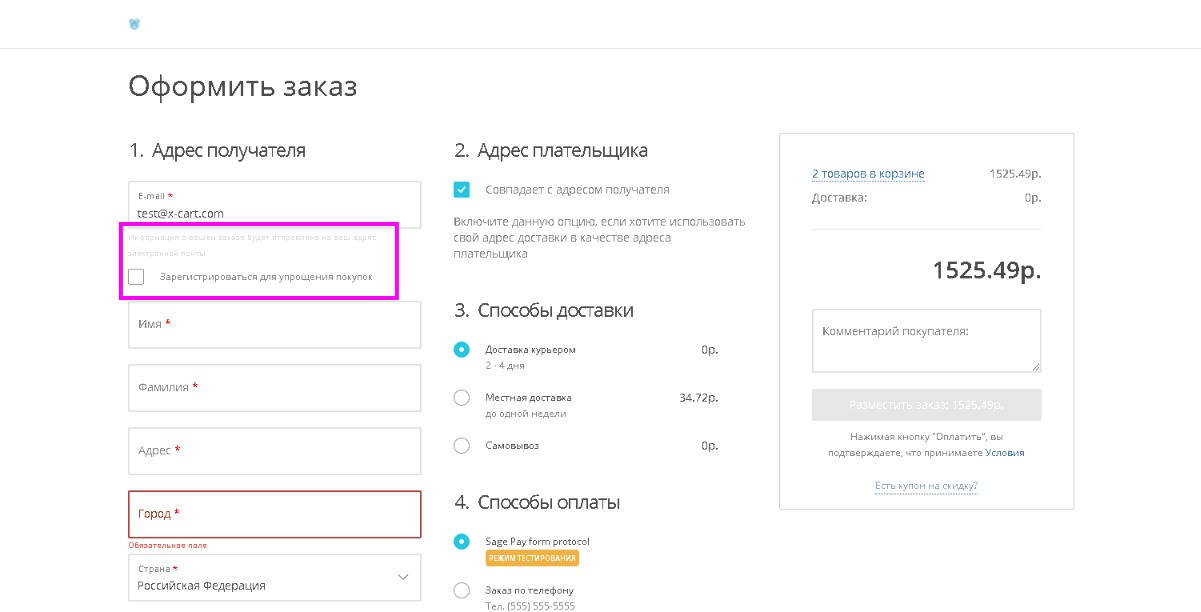 Оформить заказ
1. Адрес получателя
E-mail *
test@x-cart.com
Информация о вашем заказе будет отправлена на ваш адрес
электронной почты
Зарегистрироваться для упрощения покупок
Имя *
Фамилия *
Адрес *
Город *
Обязательное поле
Страна *
Российская Федерация
2. Адрес плательщика
Совпадает с адресом получателя
Включите данную опцию, если хотите использовать
свой адрес доставки в качестве адреса
плательщика
3. Способы доставки
Доставка курьером 0р.
2 - 4 дня
Местная доставка 34.72р.
до одной недели
Самовывоз 0р.
4. Способы оплаты
Sage Pay form protocol
РЕЖИМ ТЕСТИРОВАНИЯ
Заказ по телефону
Тел. (555) 555-5555
2 товаров в корзине 1525.49р.
Доставка: 0р.
1525.49р.
Комментарий покупателя:
Разместить заказ: 1525.49р.
Нажимая кнопку "Оплатить", вы
подтверждаете, что принимаете Условия
Есть купон на скидку?